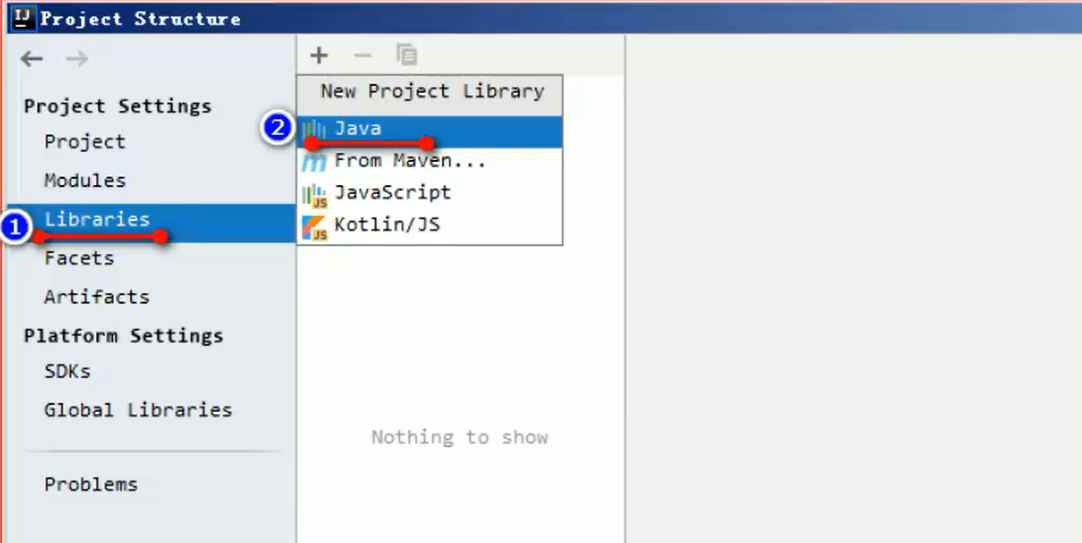 Project Structure
Project Settings
Project
Modules
1 Libraries
Facets
Artifacts
Platform Settings
SDKs
Global Libraries
Problems
New Project Library
2 Java
From Maven...
JavaScript
Kotlin/JS
Nothing to show